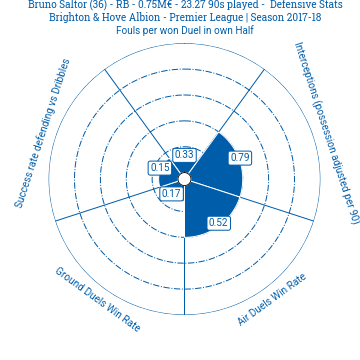 Bruno Saltor (36) - RB - 0.75M€ - 23.27 90s played -  Defensive Stats
Brighton & Hove Albion - Premier League | Season 2017-18
Fouls per won Duel in own Half
Interceptions (possession adjusted per 90)
Success rate defending vs Dribbles
0.33
0.79
0.15
0.17
0.52
Ground Duels Win Rate
Air Duels Win Rate